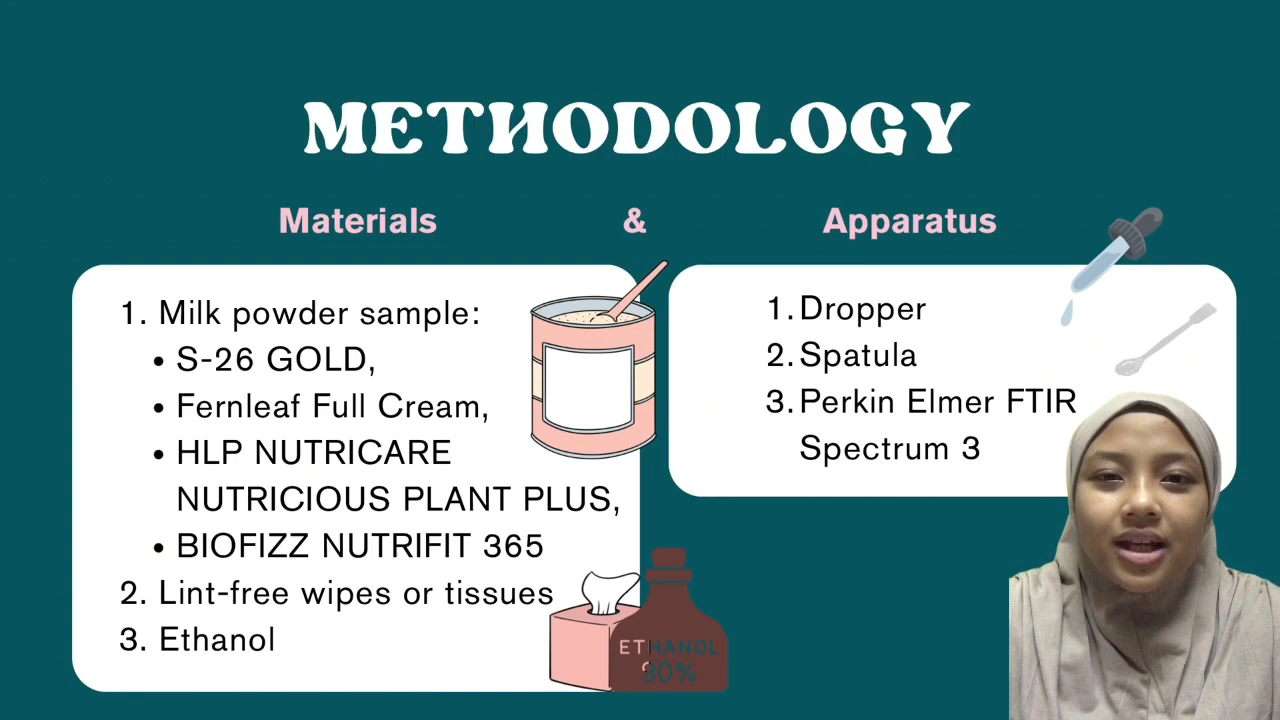 METHODOLOGY
Materials & Apparatus
1. Milk powder sample:
• S-26 GOLD,
• Fernleaf Full Cream,
• HLP NUTRICARE
NUTRICIOUS PLANT PLUS,
• BIOFIZZ NUTRIFIT 365
2. Lint-free wipes or tissues
3. Ethanol
ETHANOL
90%
1. Dropper
2. Spatula
3. Perkin Elmer FTIR
Spectrum 3